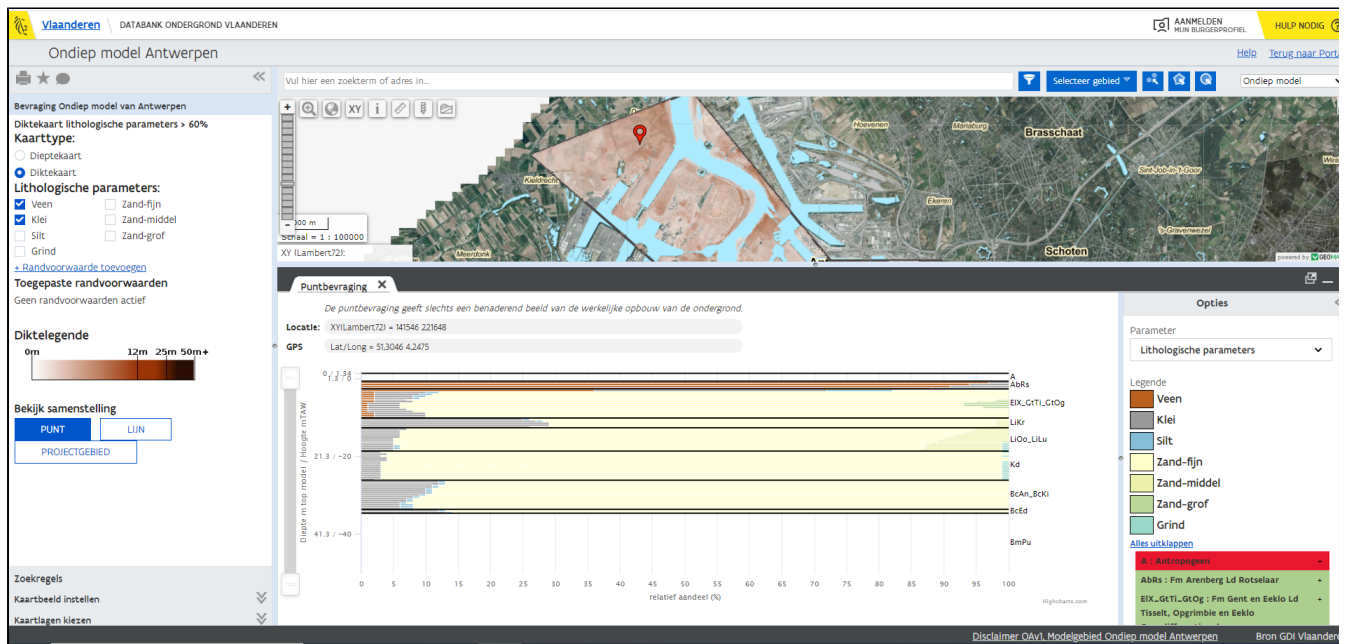 Vlaanderen DATABANK ONDERGROND VLAANDEREN AANMELDEN
MIJN BURGERPROFIEL HULP NODIG
Ondiep model Antwerpen Help Terug naar Port
Vul hier een zoekterm of adres in... Selecteer gebied Ondiep model
Bevraging Ondiep model van Antwerpen
Diktekaart lithologische parameters > 60%
Kaarttype:
Dieptekaart
Diktekaart
Lithologische parameters:
Veen Zand-fijn
Klei Zand-middel
Silt Zand-grof
Grind
+ Randvoorwaarde toevoegen
Toegepaste randvoorwaarden
Geen randvoorwaarden actief
Diktelegende
0m 12m 25m 50m+
Bekijk samenstelling
PUNT LIJN
PROJECTGEBIED
Zoekregels
Kaartbeeld instellen
Kaartlagen kiezen
+ XY i
-
000 m
Schaal = 1 : 100000
XY (Lambert72):
Hoevenen Mariaburg Brasschaat
Sint-Job-in-'t-Goor
Kieldrecht
Ekeren
's-Gravenwezel
Meerdonk Schoten
powered by GEOM
Puntbevraging X
De puntbevraging geeft slechts een benaderend beeld van de werkelijke opbouw van de ondergrond.
Locatie: XY(Lambert72) = 141546 221648
GPS Lat/Long = 51,3046 4,2475
Diepte m top model / Hoogte mTAW
0 / 1.34
1.3 / 0
21.3 / -20
41.3 / -40
A
AbRs
EIX_GtTi_GtOg
LiKr
LiOo_LiLu
Kd
BcAn_BcKi
BcEd
BmPu
0 5 10 15 20 25 30 35 40 45 50 55 60 65 70 75 80 85 90 95 100
relatief aandeel (%)
Highcharts.com
Opties
Parameter
Lithologische parameters
Legende
Veen
Klei
Silt
Zand-fijn
Zand-middel
Zand-grof
Grind
Alles uitklappen
A : Antropogeen +
AbRs : Fm Arenberg Ld Rotselaar +
EIX_GtTi_GtOg : Fm Gent en Eeklo Ld +
Tisselt, Opgrimbie en Eeklo
Disclaimer OAv1, Modelgebied Ondiep model Antwerpen Bron GDI Vlaandere